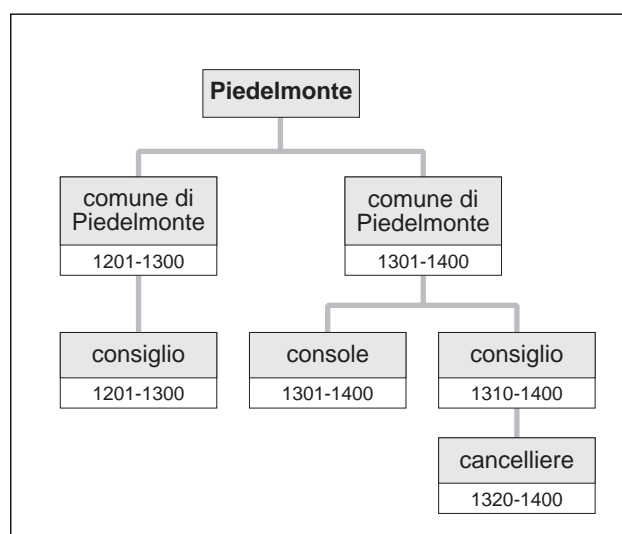 Piedelmonte
comune di
Piedelmonte
1201-1300
comune di
Piedelmonte
1301-1400
consiglio
1201-1300
console
1301-1400
consiglio
1310-1400
cancelliere
1320-1400